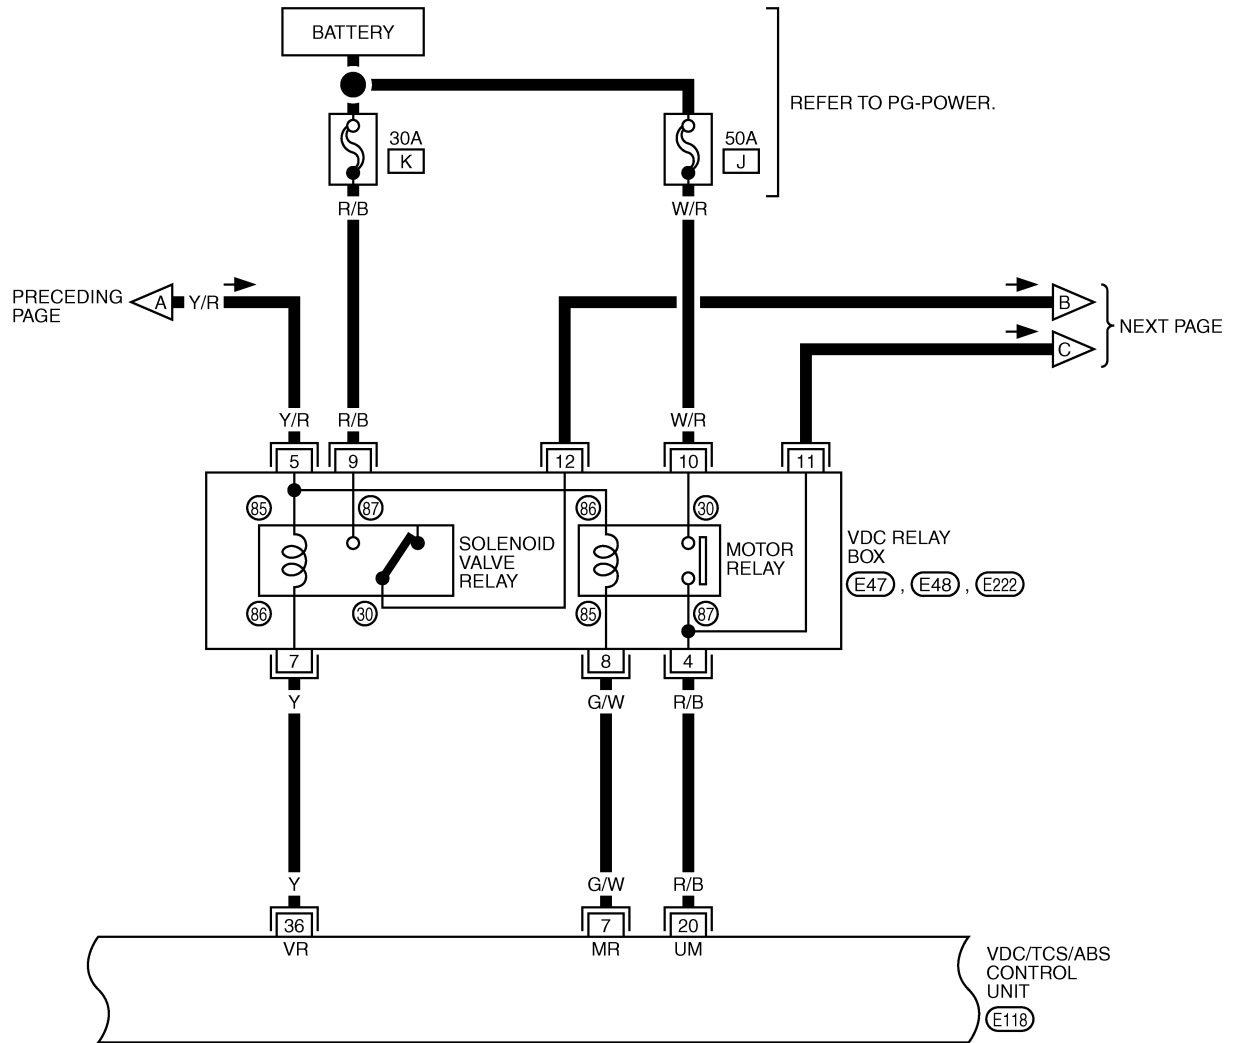 BATTERY
REFER TO PG-POWER.
30A
K
50A
J
R/B
W/R
PRECEDING
PAGE
A
Y/R
B
C
NEXT PAGE
Y/R
R/B
W/R
5
9
12
10
11
85
87
86
30
SOLENOID
VALVE
RELAY
MOTOR
RELAY
VDC RELAY
BOX
E47 , E48 , E222
86
30
85
87
7
8
4
Y
G/W
R/B
Y
G/W
R/B
36
7
20
VR
MR
UM
VDC/TCS/ABS
CONTROL
UNIT
E118